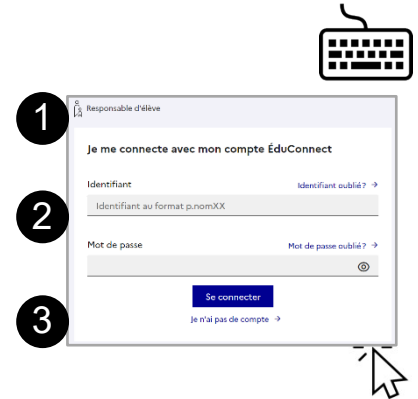 1
Responsable d'élève
Je me connecte avec mon compte ÉduConnect
Identifiant
Identifiant oublié? →
2
Identifiant au format p.nomXX
Mot de passe
Mot de passe oublié? →
Se connecter
3
Je n'ai pas de compte →